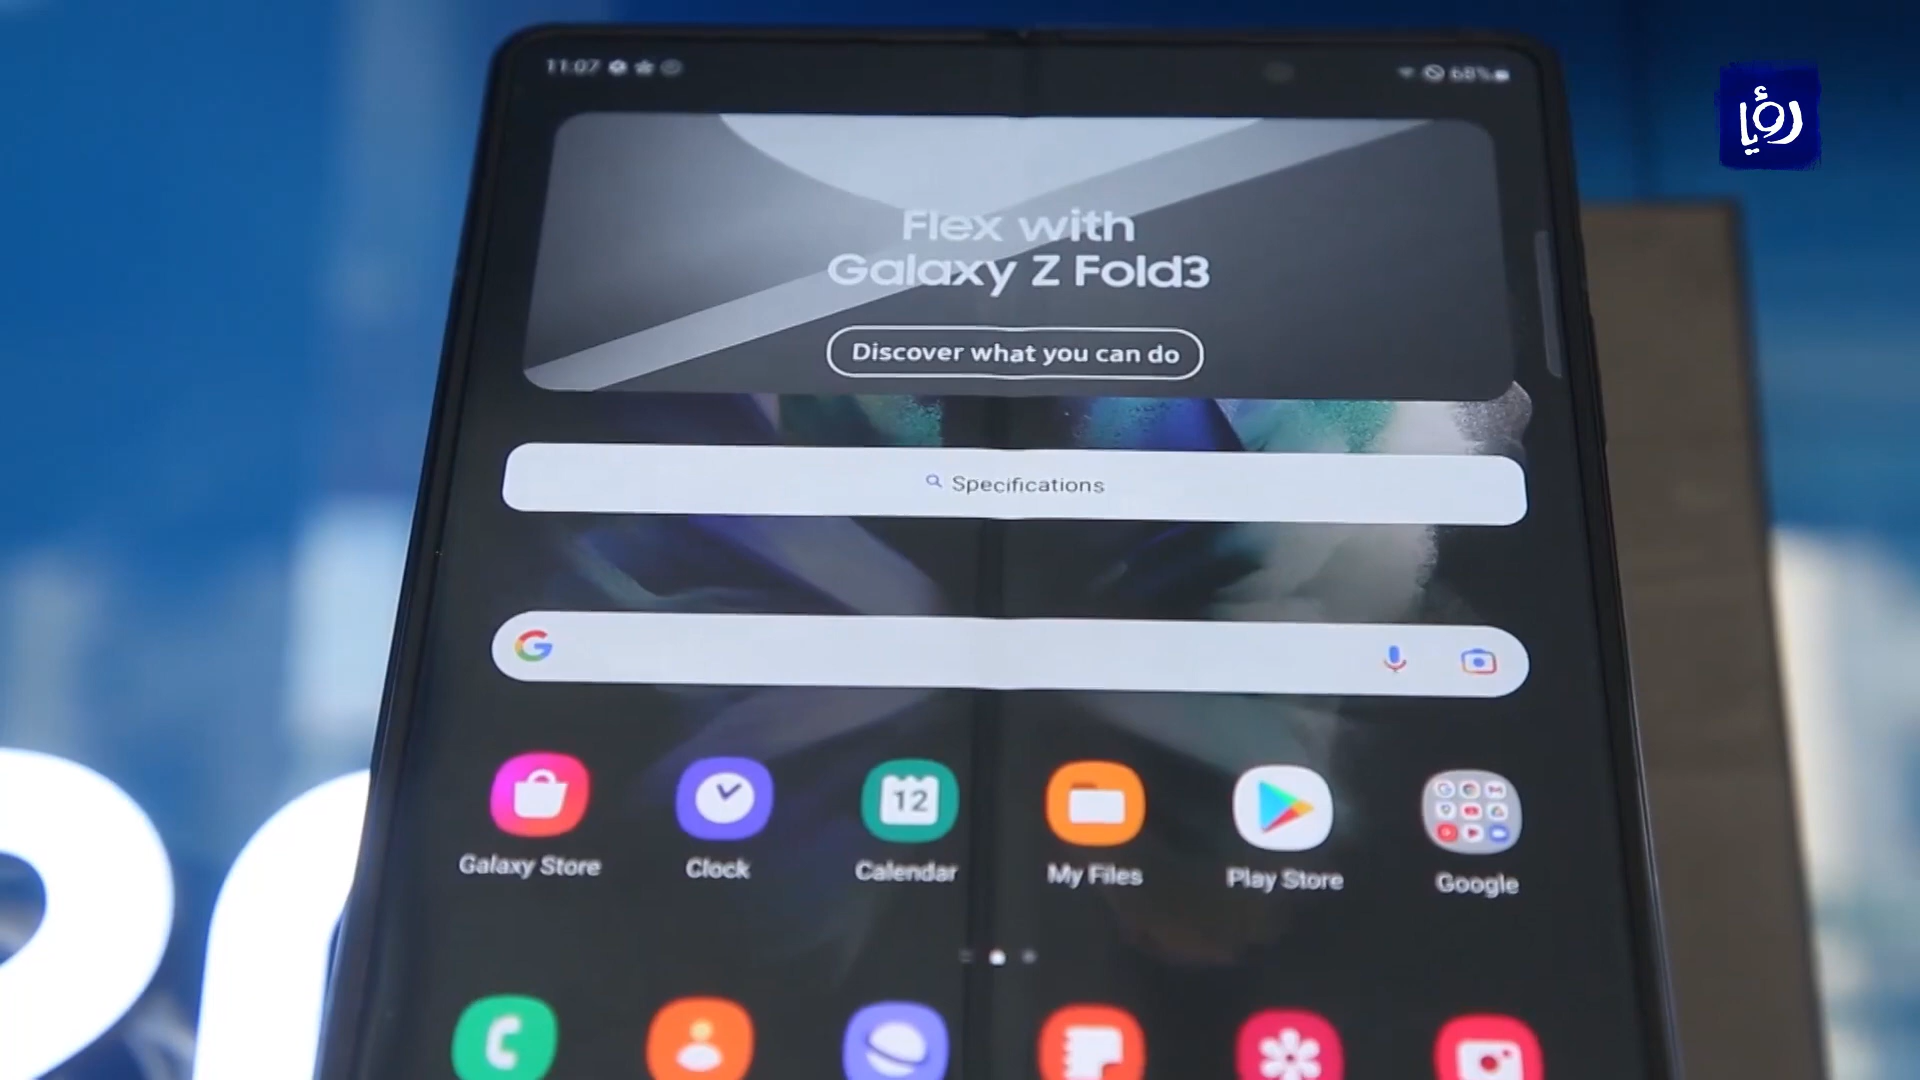 11:07
68%
رؤيا
Flex with
Galaxy Z Fold3
Discover what you can do
Specifications
G
Galaxy Store
Clock
12
Calendar
My Files
Play Store
Google